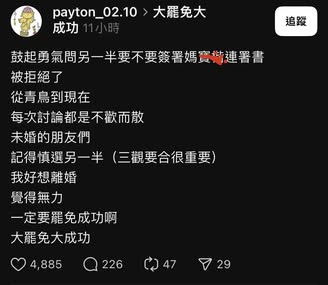 payton_02.10 > 大罷免大
成功 11小時
追蹤
鼓起勇氣問另一半要不要簽署媽寶 連署書
被拒絕了
從青鳥到現在
每次討論都是不歡而散
未婚的朋友們
記得慎選另一半（三觀要合很重要）
我好想離婚
覺得無力
一定要罷免成功啊
大罷免大成功
4,885 226 47 29